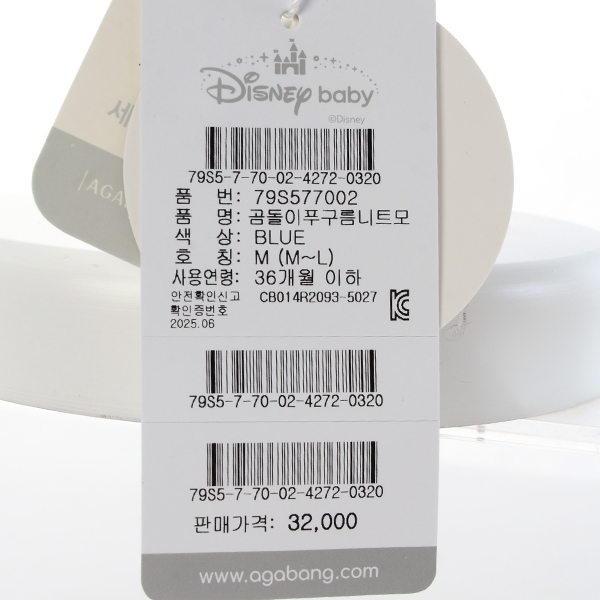 세
AGA
Disney baby
©Disney
79S5-7-70-02-4272-0320
품 번: 79S577002
품 명: 곰돌이푸구름니트모
색 상: BLUE
호 칭: M (M~L)
사용연령: 36개월 이하
안전확인신고 CB014R2093-5027
확인증번호
2025.06
79S5-7-70-02-4272-0320
79S5-7-70-02-4272-0320
판매가격: 32,000
www.agabang.com